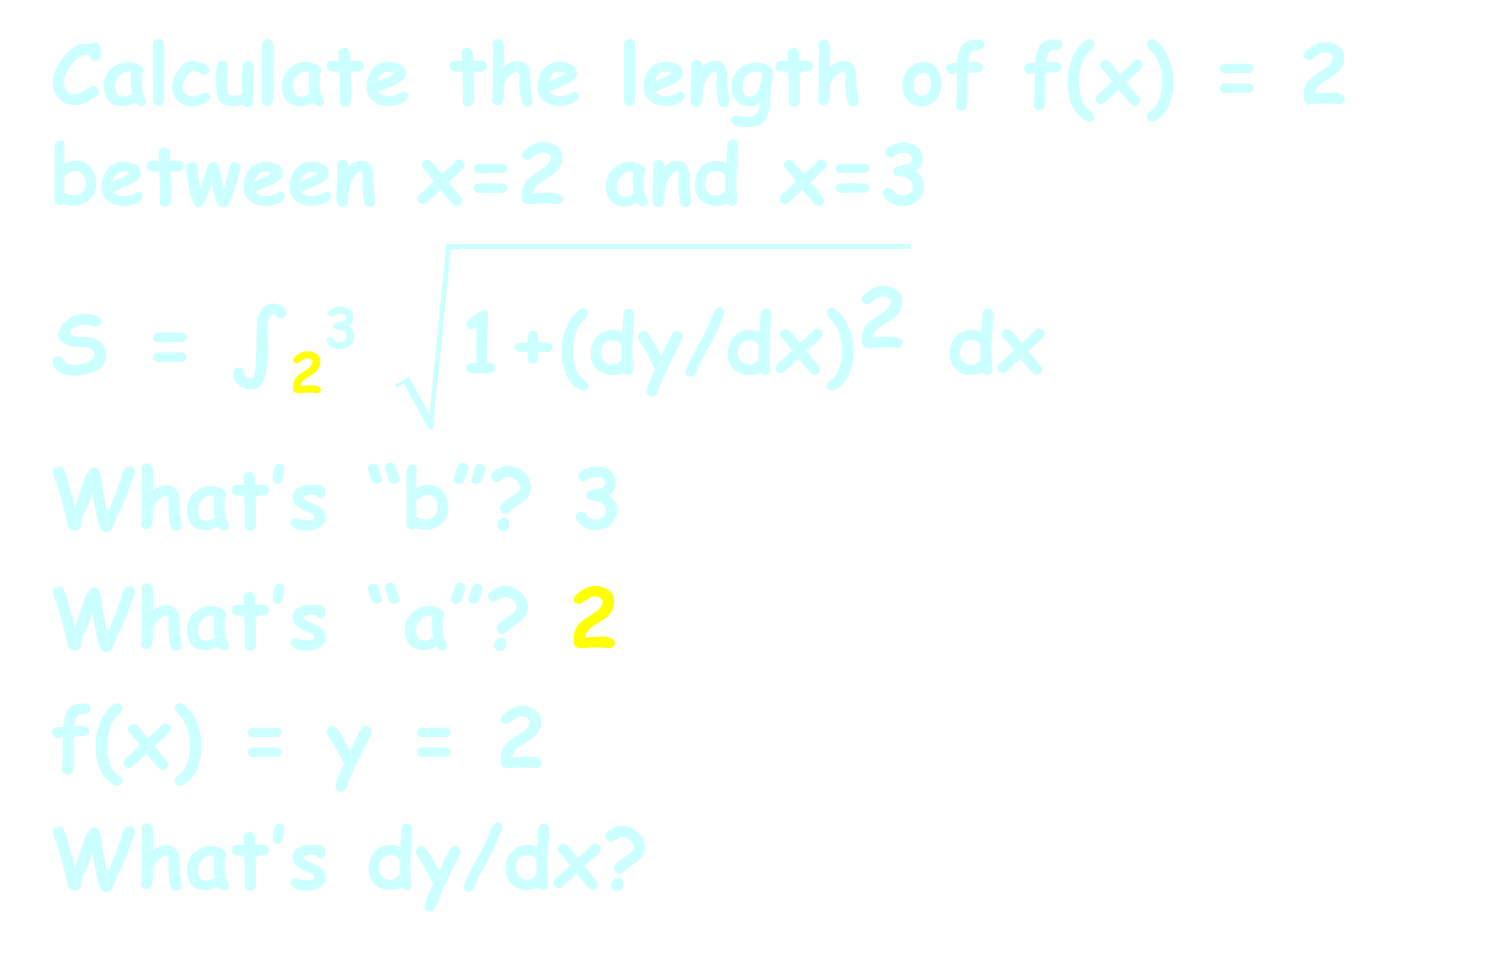 Calculate the length of f(x) = 2
between x=2 and x=3
S = ∫₂³ √1+(dy/dx)² dx
What's “b”? 3
What's “a”? 2
f(x) = y = 2
What's dy/dx?